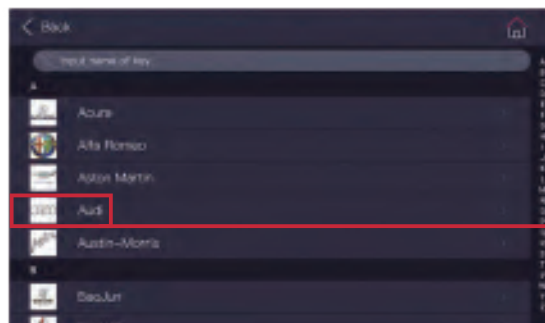 Back
Input name of key
A
Acura
Alfa Romeo
Aston Martin
Audi
Austin-Morris
B
BaoJun